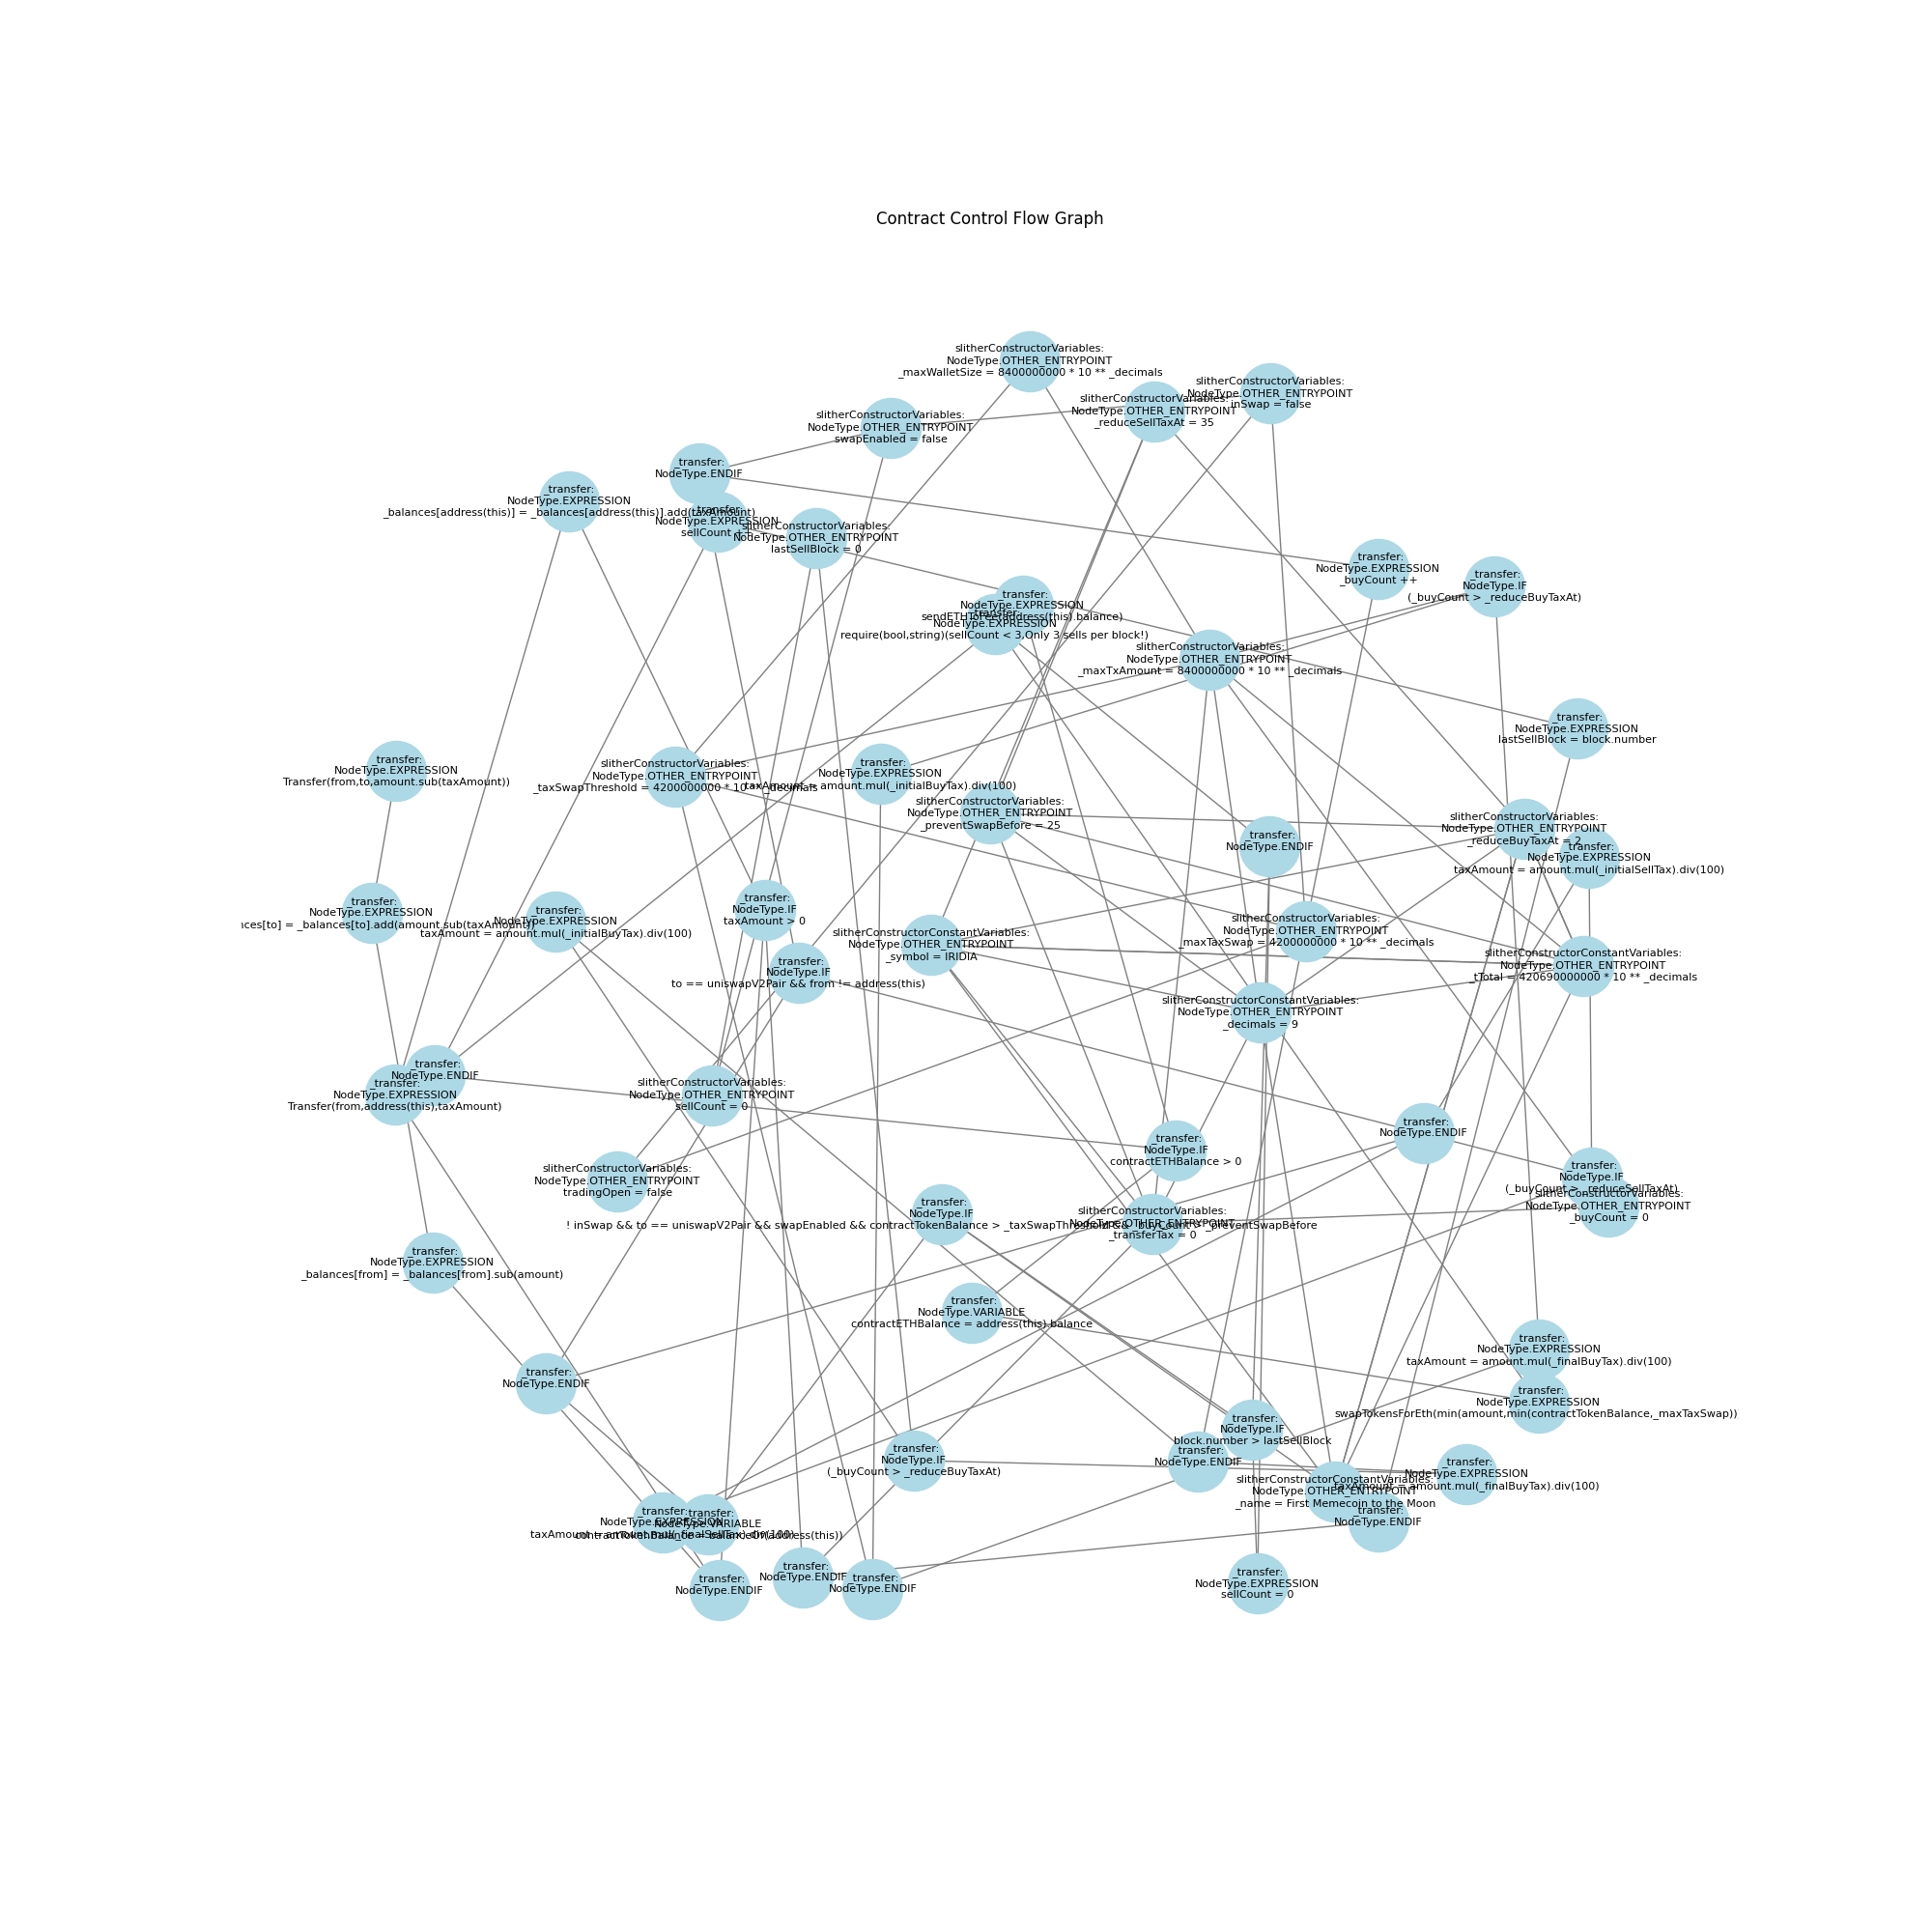 Contract Control Flow Graph
slitherConstructorVariables:
NodeType.OTHER_ENTRYPOINT
_maxWalletSize = 8400000000 * 10 ** _decimals
slitherConstructorVariables:
NodeType.OTHER_ENTRYPOINT
inSwap = false
slitherConstructorVariables:
NodeType.OTHER_ENTRYPOINT
_reduceSellTaxAt = 35
slitherConstructorVariables:
NodeType.OTHER_ENTRYPOINT
swapEnabled = false
_transfer:
NodeType.ENDIF
_transfer:
NodeType.EXPRESSION
_balances[address(this)] = _balances[address(this)].add(taxAmount)
_transfer:
NodeType.EXPRESSION
sellCount ++
slitherConstructorVariables:
NodeType.OTHER_ENTRYPOINT
lastSellBlock = 0
_transfer:
NodeType.EXPRESSION
_buyCount ++
_transfer:
NodeType.IF
(_buyCount > _reduceBuyTaxAt)
_transfer:
NodeType.EXPRESSION
sendETHToFee(address(this).balance)
_transfer:
NodeType.EXPRESSION
require(bool,string)(sellCount < 3,Only 3 sells per block!)
slitherConstructorVariables:
NodeType.OTHER_ENTRYPOINT
_maxTxAmount = 8400000000 * 10 ** _decimals
_transfer:
NodeType.EXPRESSION
lastSellBlock = block.number
_transfer:
NodeType.EXPRESSION
Transfer(from,to,amount.sub(taxAmount))
slitherConstructorVariables:
NodeType.OTHER_ENTRYPOINT
_taxSwapThreshold = 4200000000 * 10 ** _decimals
_transfer:
NodeType.EXPRESSION
taxAmount = amount.mul(_initialBuyTax).div(100)
slitherConstructorVariables:
NodeType.OTHER_ENTRYPOINT
_preventSwapBefore = 25
slitherConstructorVariables:
NodeType.OTHER_ENTRYPOINT
_reduceBuyTaxAt = 2
_transfer:
NodeType.ENDIF
_transfer:
NodeType.EXPRESSION
taxAmount = amount.mul(_initialSellTax).div(100)
_transfer:
NodeType.EXPRESSION
nces[to] = _balances[to].add(amount.sub(taxAmount))
_transfer:
NodeType.EXPRESSION
taxAmount = amount.mul(_initialBuyTax).div(100)
_transfer:
NodeType.IF
taxAmount > 0
slitherConstructorVariables:
NodeType.OTHER_ENTRYPOINT
_maxTaxSwap = 4200000000 * 10 ** _decimals
slitherConstructorConstantVariables:
NodeType.OTHER_ENTRYPOINT
_symbol = IRIDIA
slitherConstructorConstantVariables:
NodeType.OTHER_ENTRYPOINT
_tTotal = 420690000000 * 10 ** _decimals
_transfer:
NodeType.IF
to == uniswapV2Pair && from != address(this)
slitherConstructorConstantVariables:
NodeType.OTHER_ENTRYPOINT
_decimals = 9
_transfer:
NodeType.ENDIF
_transfer:
NodeType.EXPRESSION
Transfer(from,address(this),taxAmount)
slitherConstructorVariables:
NodeType.OTHER_ENTRYPOINT
sellCount = 0
_transfer:
NodeType.ENDIF
_transfer:
NodeType.IF
contractETHBalance > 0
slitherConstructorVariables:
NodeType.OTHER_ENTRYPOINT
tradingOpen = false
_transfer:
NodeType.IF
(_buyCount > _reduceSellTaxAt)
slitherConstructorVariables:
NodeType.OTHER_ENTRYPOINT
_buyCount = 0
_transfer:
NodeType.IF
! inSwap && to == uniswapV2Pair && swapEnabled && contractTokenBalance > _taxSwapThreshold && _buyCount > _preventSwapBefore
slitherConstructorVariables:
NodeType.OTHER_ENTRYPOINT
_transferTax = 0
_transfer:
NodeType.EXPRESSION
_balances[from] = _balances[from].sub(amount)
_transfer:
NodeType.VARIABLE
contractETHBalance = address(this).balance
_transfer:
NodeType.EXPRESSION
taxAmount = amount.mul(_finalBuyTax).div(100)
_transfer:
NodeType.ENDIF
_transfer:
NodeType.EXPRESSION
swapTokensForEth(min(amount,min(contractTokenBalance,_maxTaxSwap))
_transfer:
NodeType.IF
block.number > lastSellBlock
_transfer:
NodeType.IF
(_buyCount > _reduceBuyTaxAt)
_transfer:
NodeType.ENDIF
_transfer:
NodeType.EXPRESSION
taxAmount = amount.mul(_finalBuyTax).div(100)
slitherConstructorConstantVariables:
NodeType.OTHER_ENTRYPOINT
_name = First Memecoin to the Moon
_transfer:
NodeType.EXPRESSION
taxAmount = amount.mul(_finalSellTax).div(100)
_transfer:
NodeType.VARIABLE
contractTokenBalance = balanceOf(address(this))
_transfer:
NodeType.ENDIF
_transfer:
NodeType.ENDIF
_transfer:
NodeType.ENDIF
_transfer:
NodeType.ENDIF
_transfer:
NodeType.EXPRESSION
sellCount = 0